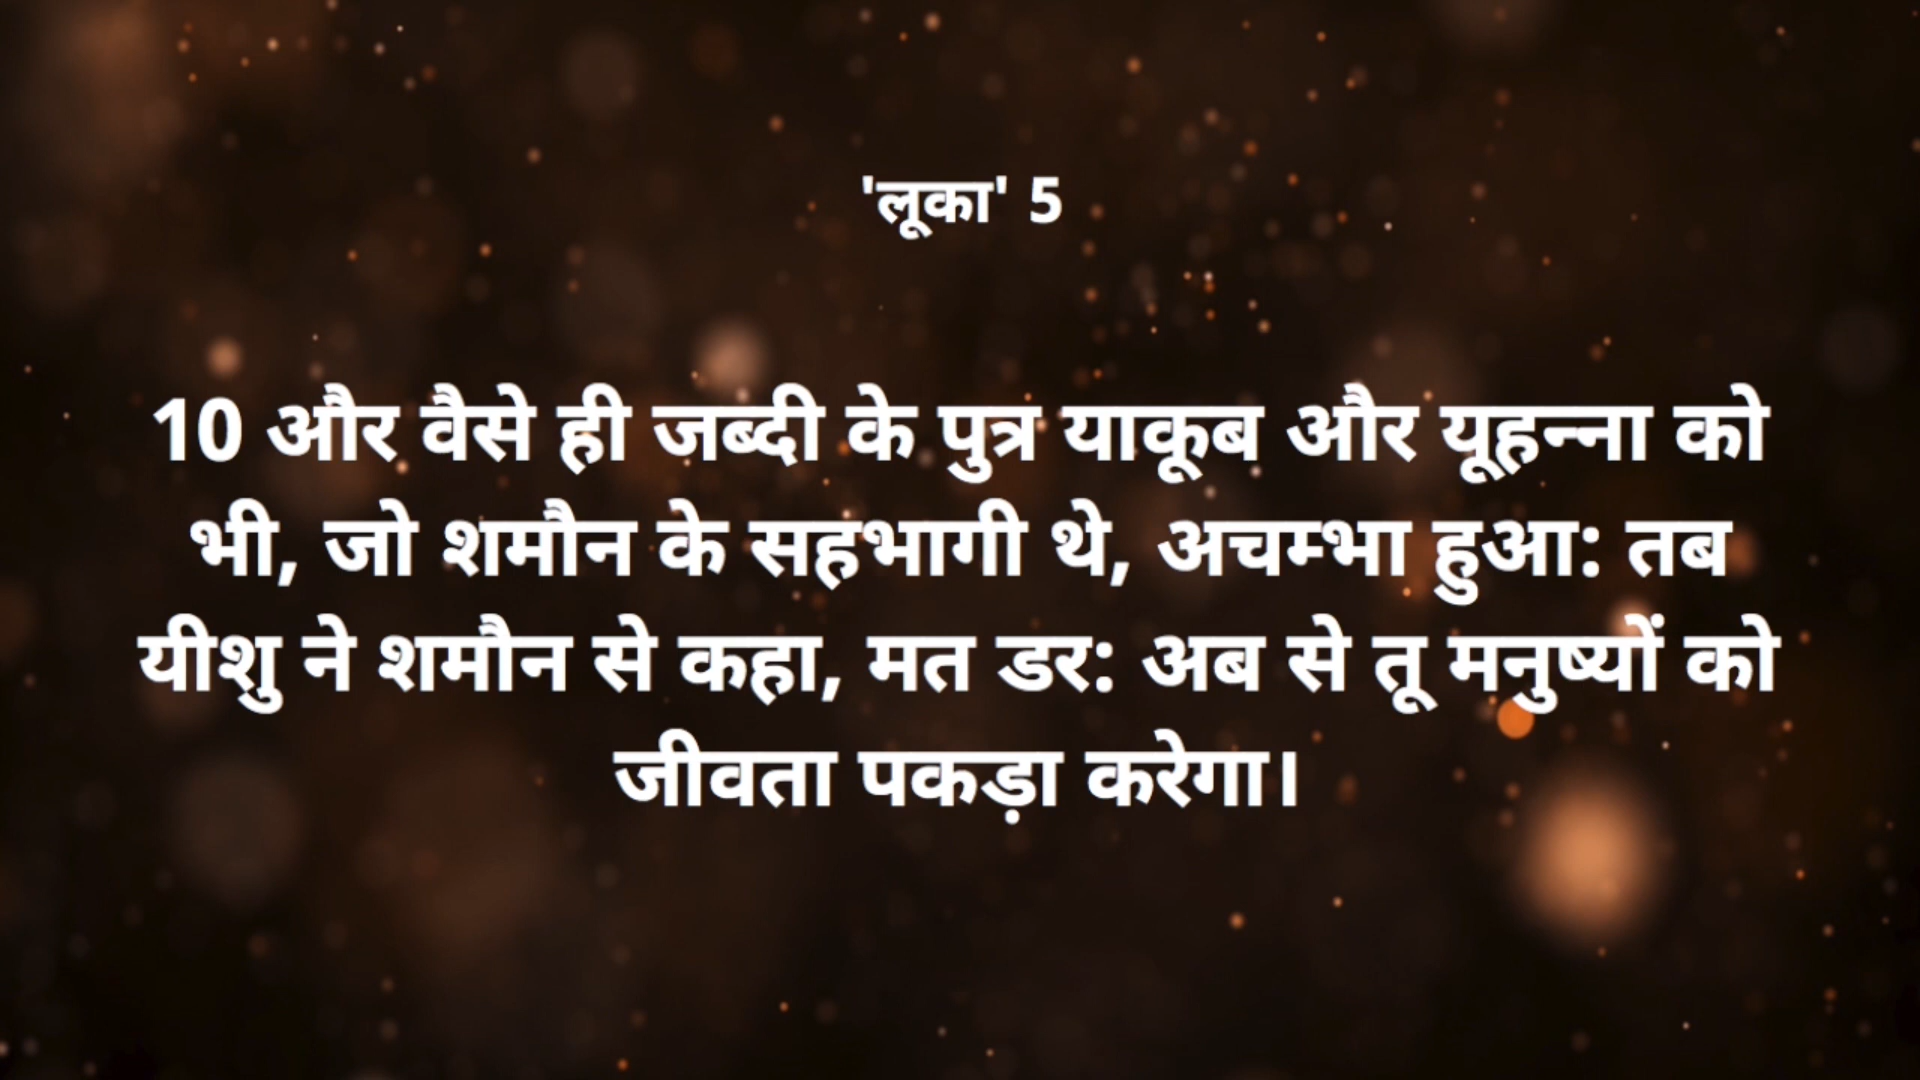 'लूका' 5
10 और वैसे ही जब्दी के पुत्र याकूब और यूहन्ना को
भी, जो शमौन के सहभागी थे, अचम्भा हुआ: तब
यीशु ने शमौन से कहा, मत डर: अब से तू मनुष्यों को
जीवता पकड़ा करेगा।